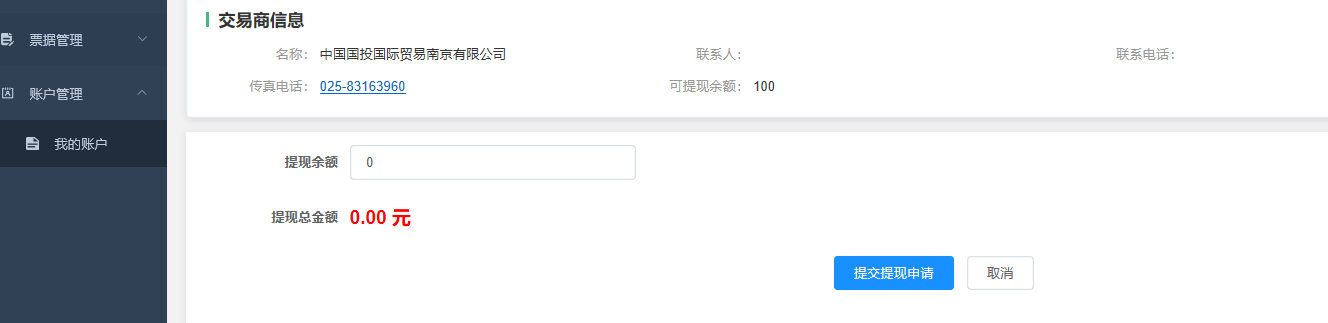 交易商信息
票据管理
名称： 中国国投国际贸易南京有限公司 联系人： 联系电话：
账户管理
传真电话： 025-83163960 可提现余额： 100
我的账户
提现余额 0
提现总金额 0.00 元
提交提现申请 取消